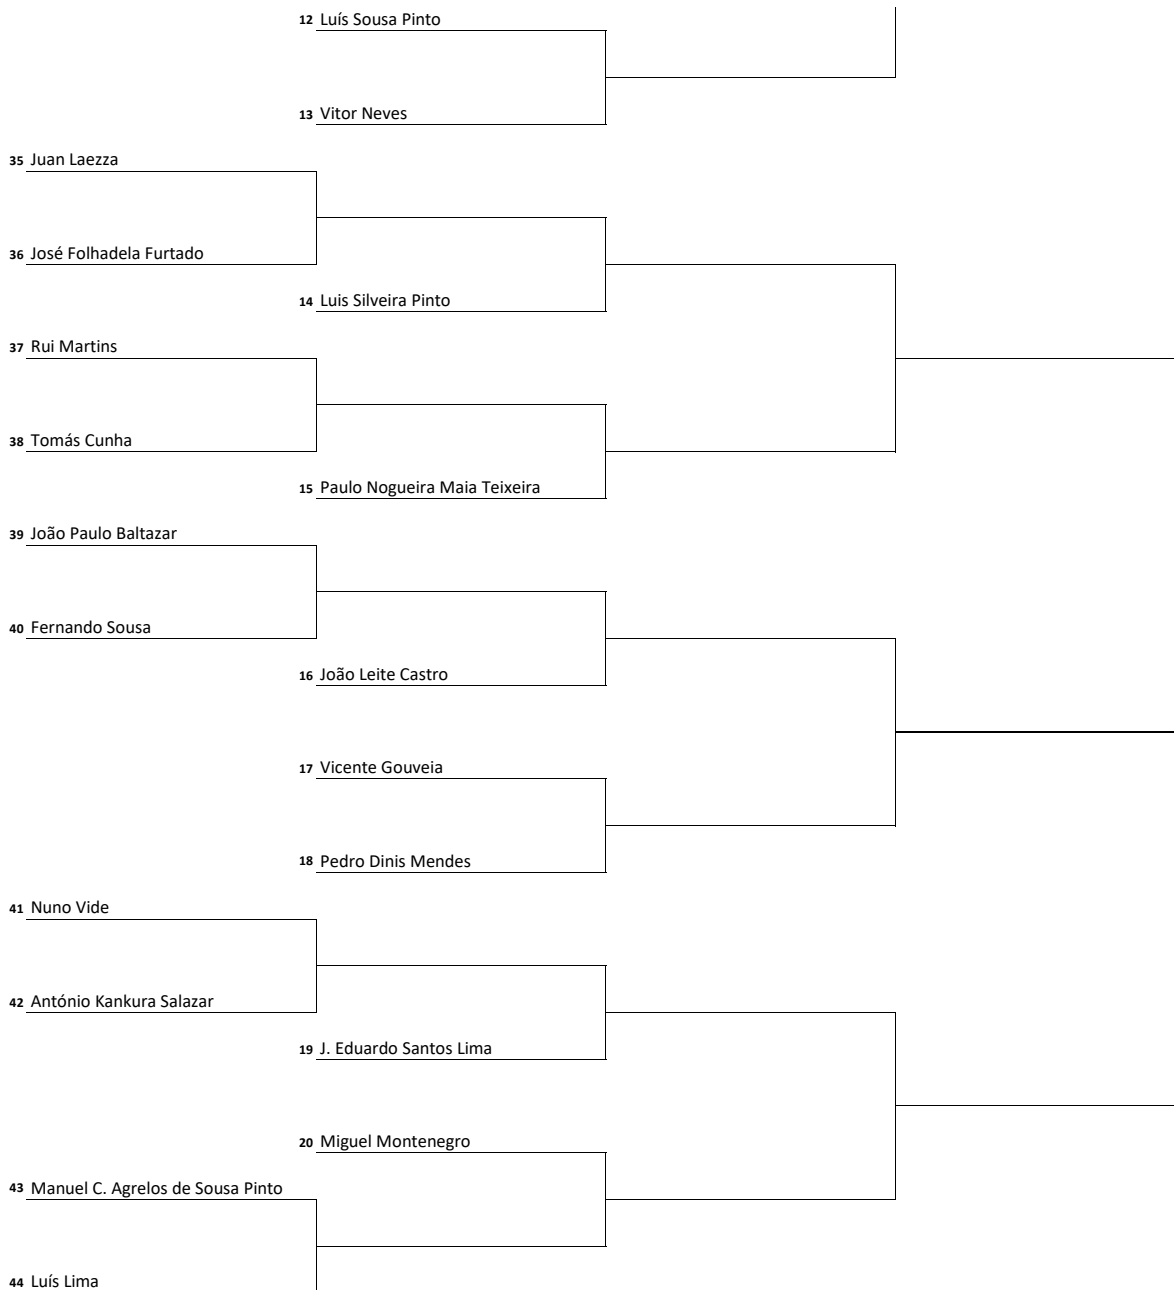 12 Luís Sousa Pinto
13 Vitor Neves
35 Juan Laezza
36 José Folhadela Furtado
14 Luis Silveira Pinto
37 Rui Martins
38 Tomás Cunha
15 Paulo Nogueira Maia Teixeira
39 João Paulo Baltazar
40 Fernando Sousa
16 João Leite Castro
17 Vicente Gouveia
18 Pedro Dinis Mendes
41 Nuno Vide
42 António Kankura Salazar
19 J. Eduardo Santos Lima
20 Miguel Montenegro
43 Manuel C. Agrelos de Sousa Pinto
44 Luís Lima